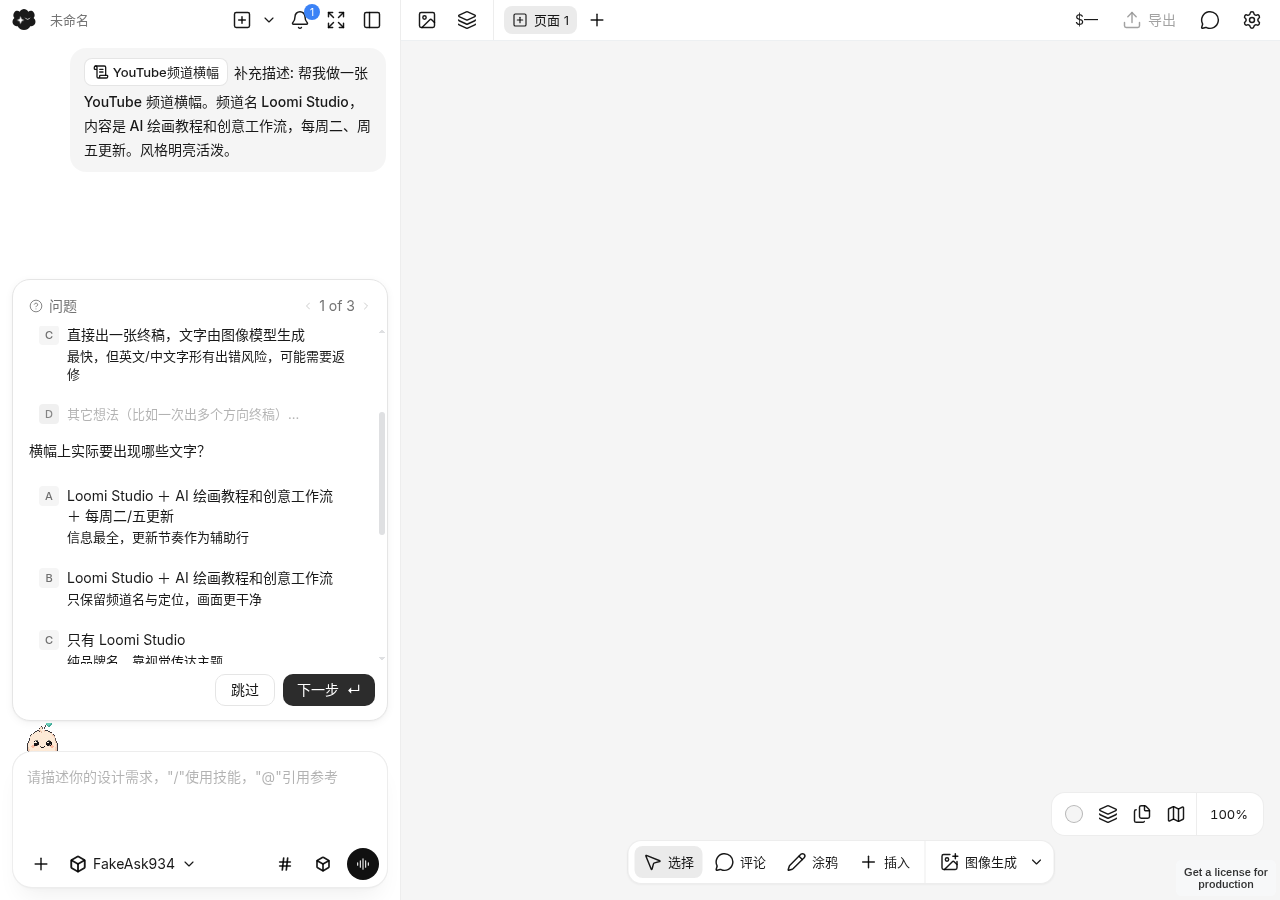 未命名
1
页面 1
$—
导出
YouTube频道横幅 补充描述: 帮我做一张
YouTube 频道横幅。频道名 Loomi Studio，
内容是 AI 绘画教程和创意工作流，每周二、周
五更新。风格明亮活泼。
问题
1 of 3
C 直接出一张终稿，文字由图像模型生成
最快，但英文/中文字形有出错风险，可能需要返
修
D 其它想法（比如一次出多个方向终稿）...
横幅上实际要出现哪些文字？
A Loomi Studio ＋ AI 绘画教程和创意工作流
＋ 每周二/五更新
信息最全，更新节奏作为辅助行
B Loomi Studio ＋ AI 绘画教程和创意工作流
只保留频道名与定位，画面更干净
C 只有 Loomi Studio
纯品牌名，靠视觉传达主题
跳过
下一步
请描述你的设计需求，"/"使用技能，"@"引用参考
FakeAsk934
100%
选择
评论
涂鸦
插入
图像生成
Get a license for
production